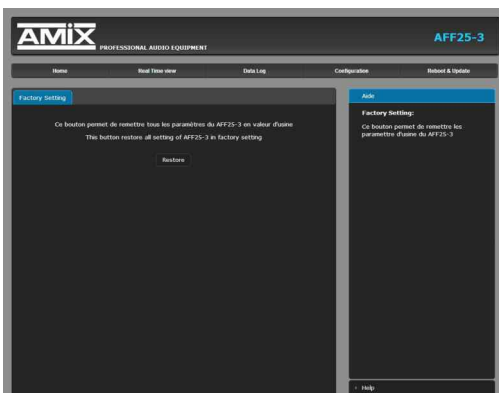 AMiX PROFESSIONAL AUDIO EQUIPMENT
AFF25-3
Home Real Time view Data Log Configuration Reboot & Update
Factory Setting
Ce bouton permet de remettre tous les paramètres du AFF25-3 en valeur d'usine
This button restore all setting of AFF25-3 in factory setting
Restore
Aide
Factory Setting:
Ce bouton permet de remettre les
paramettre d'usine du AFF25-3
Help